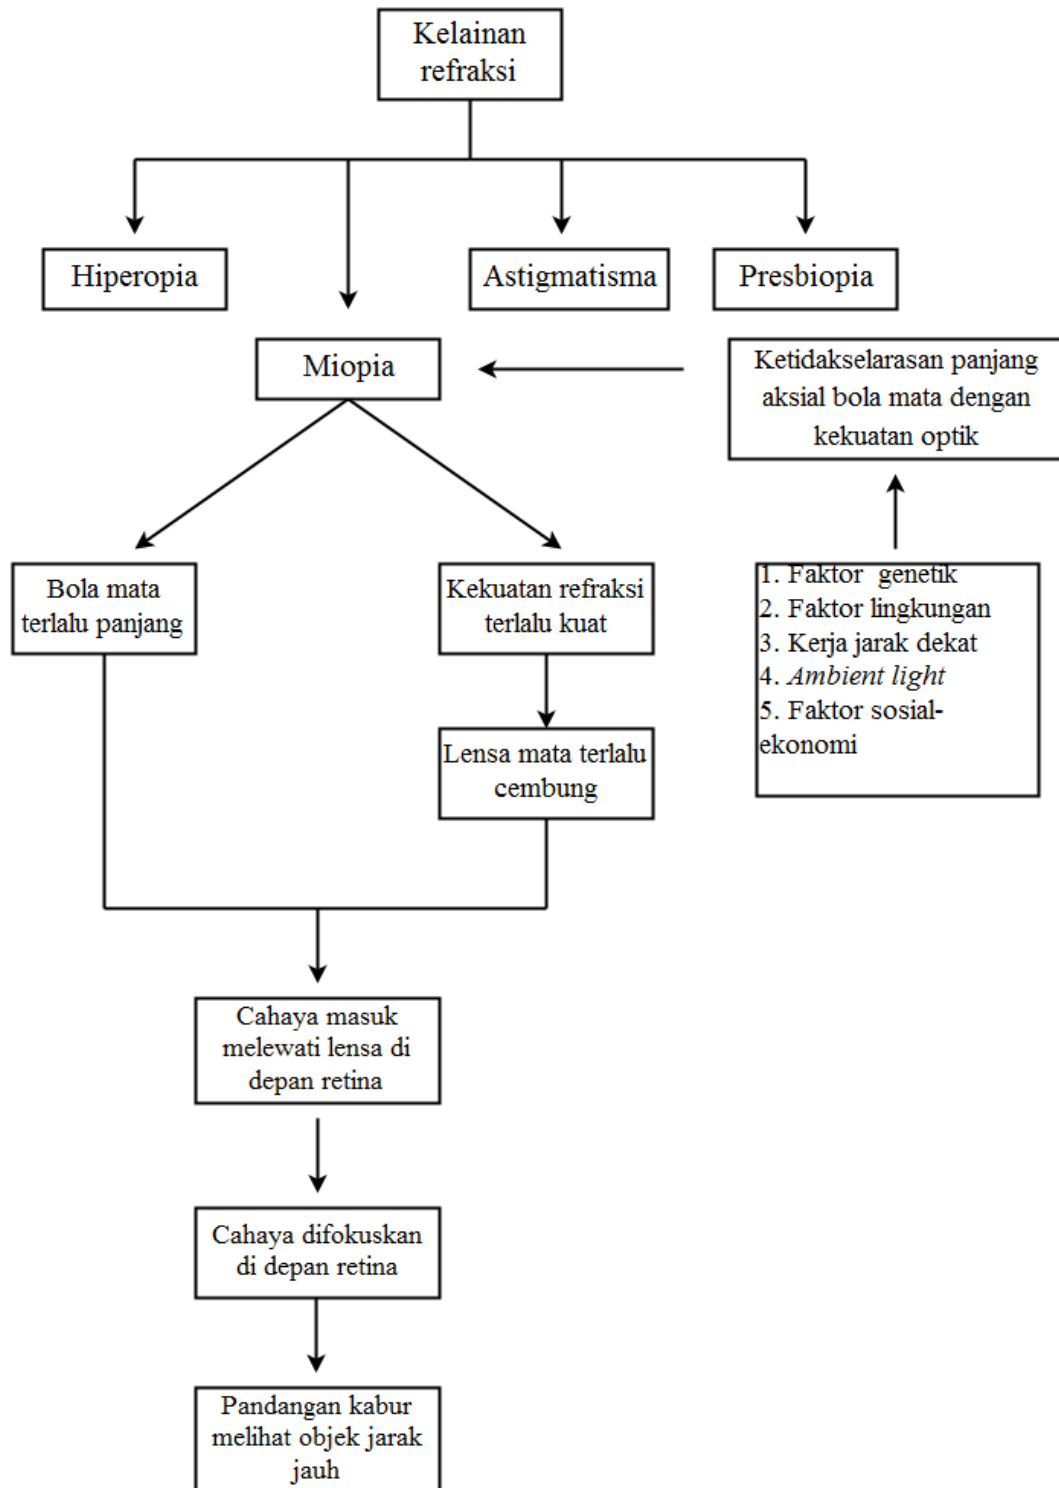 Kelainan
refraksi
Hiperopia
Astigmatisma
Presbiopia
Miopia
Ketidakselarasan panjang
aksial bola mata dengan
kekuatan optik
Bola mata
terlalu panjang
Kekuatan refraksi
terlalu kuat
1. Faktor genetik
2. Faktor lingkungan
3. Kerja jarak dekat
4. Ambient light
5. Faktor sosial-
ekonomi
Lensa mata terlalu
cembung
Cahaya masuk
melewati lensa di
depan retina
Cahaya difokuskan
di depan retina
Pandangan kabur
melihat objek jarak
jauh